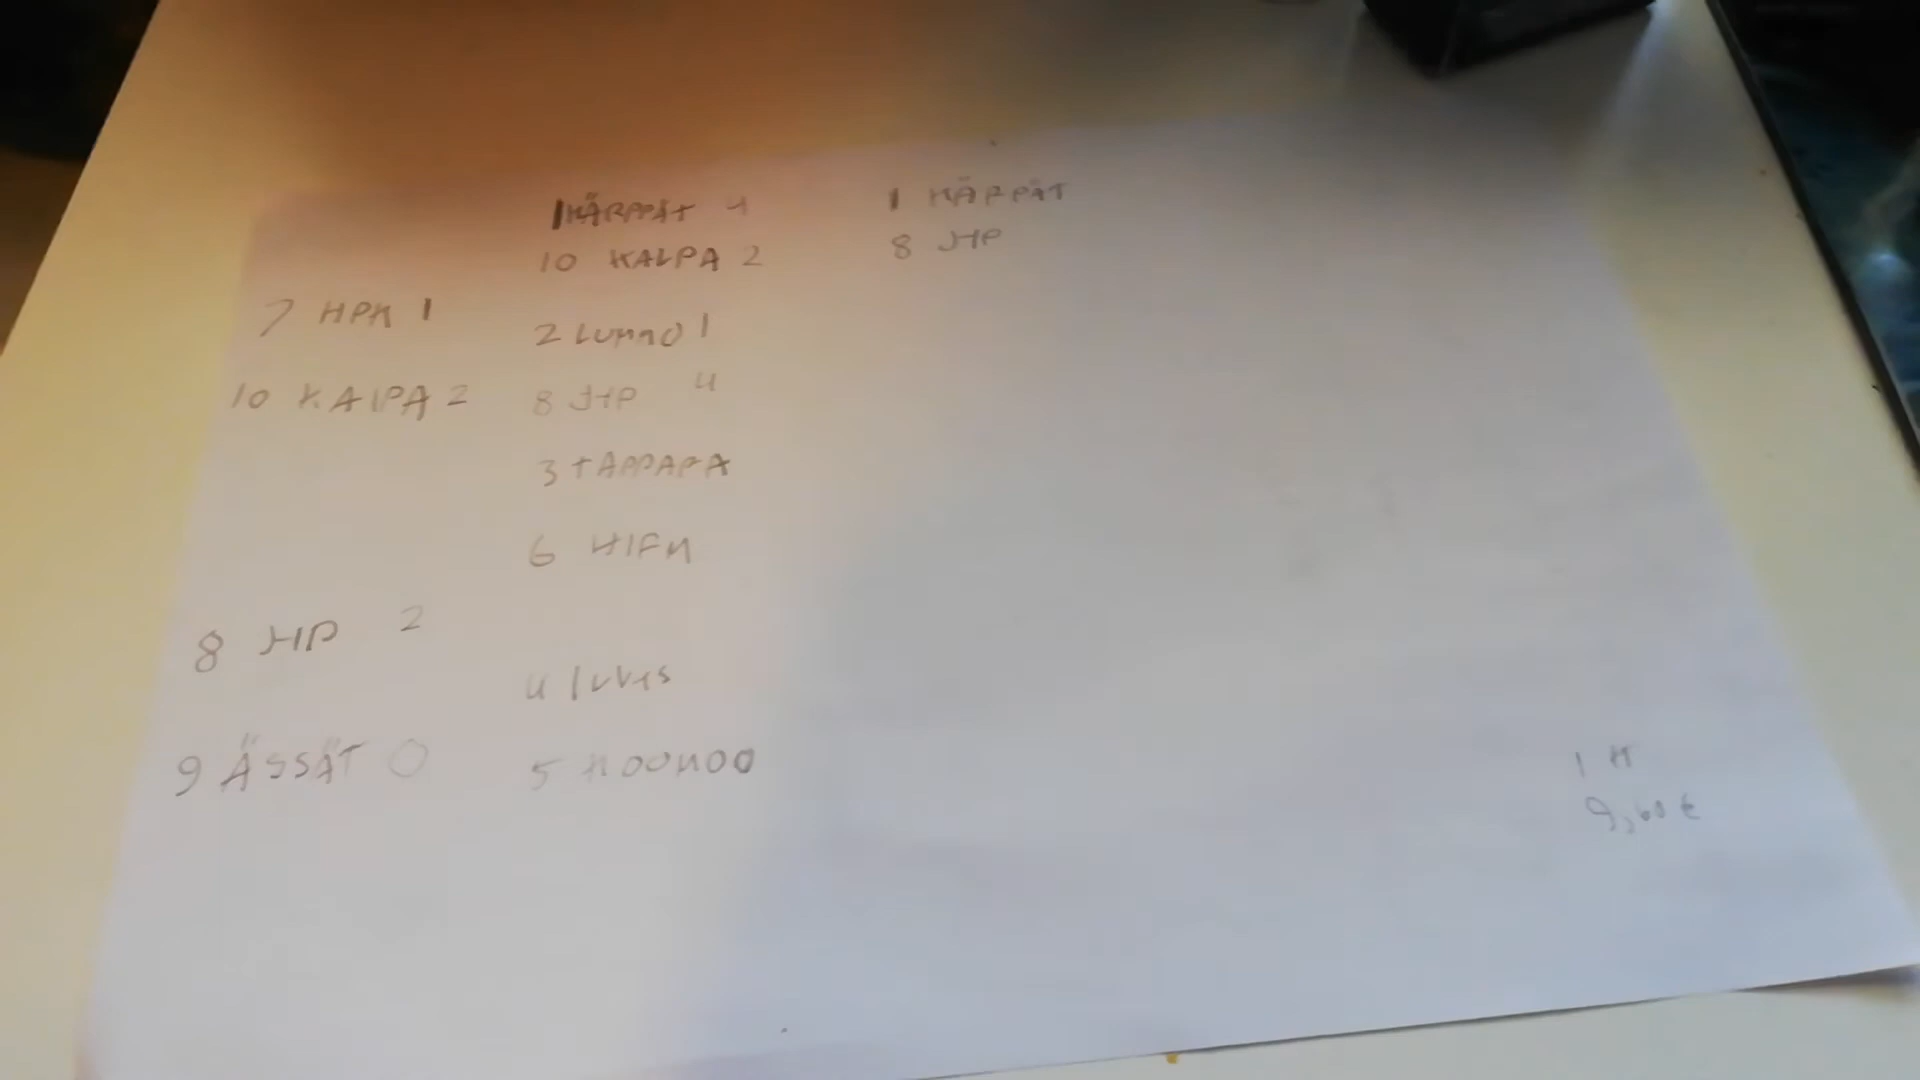 7 HPK 1
10 KALPA 2
8 JYP 2
9 ÄSSÄT 0
1 KÄRPÄT 4
10 KALPA 2
2 LUKKO 1
8 JYP 4
3 TAPPARA
6 HIFK
4 Ilves
5 KOOKOO
1 KÄRPÄT
8 JYP
1 K
9,60 €